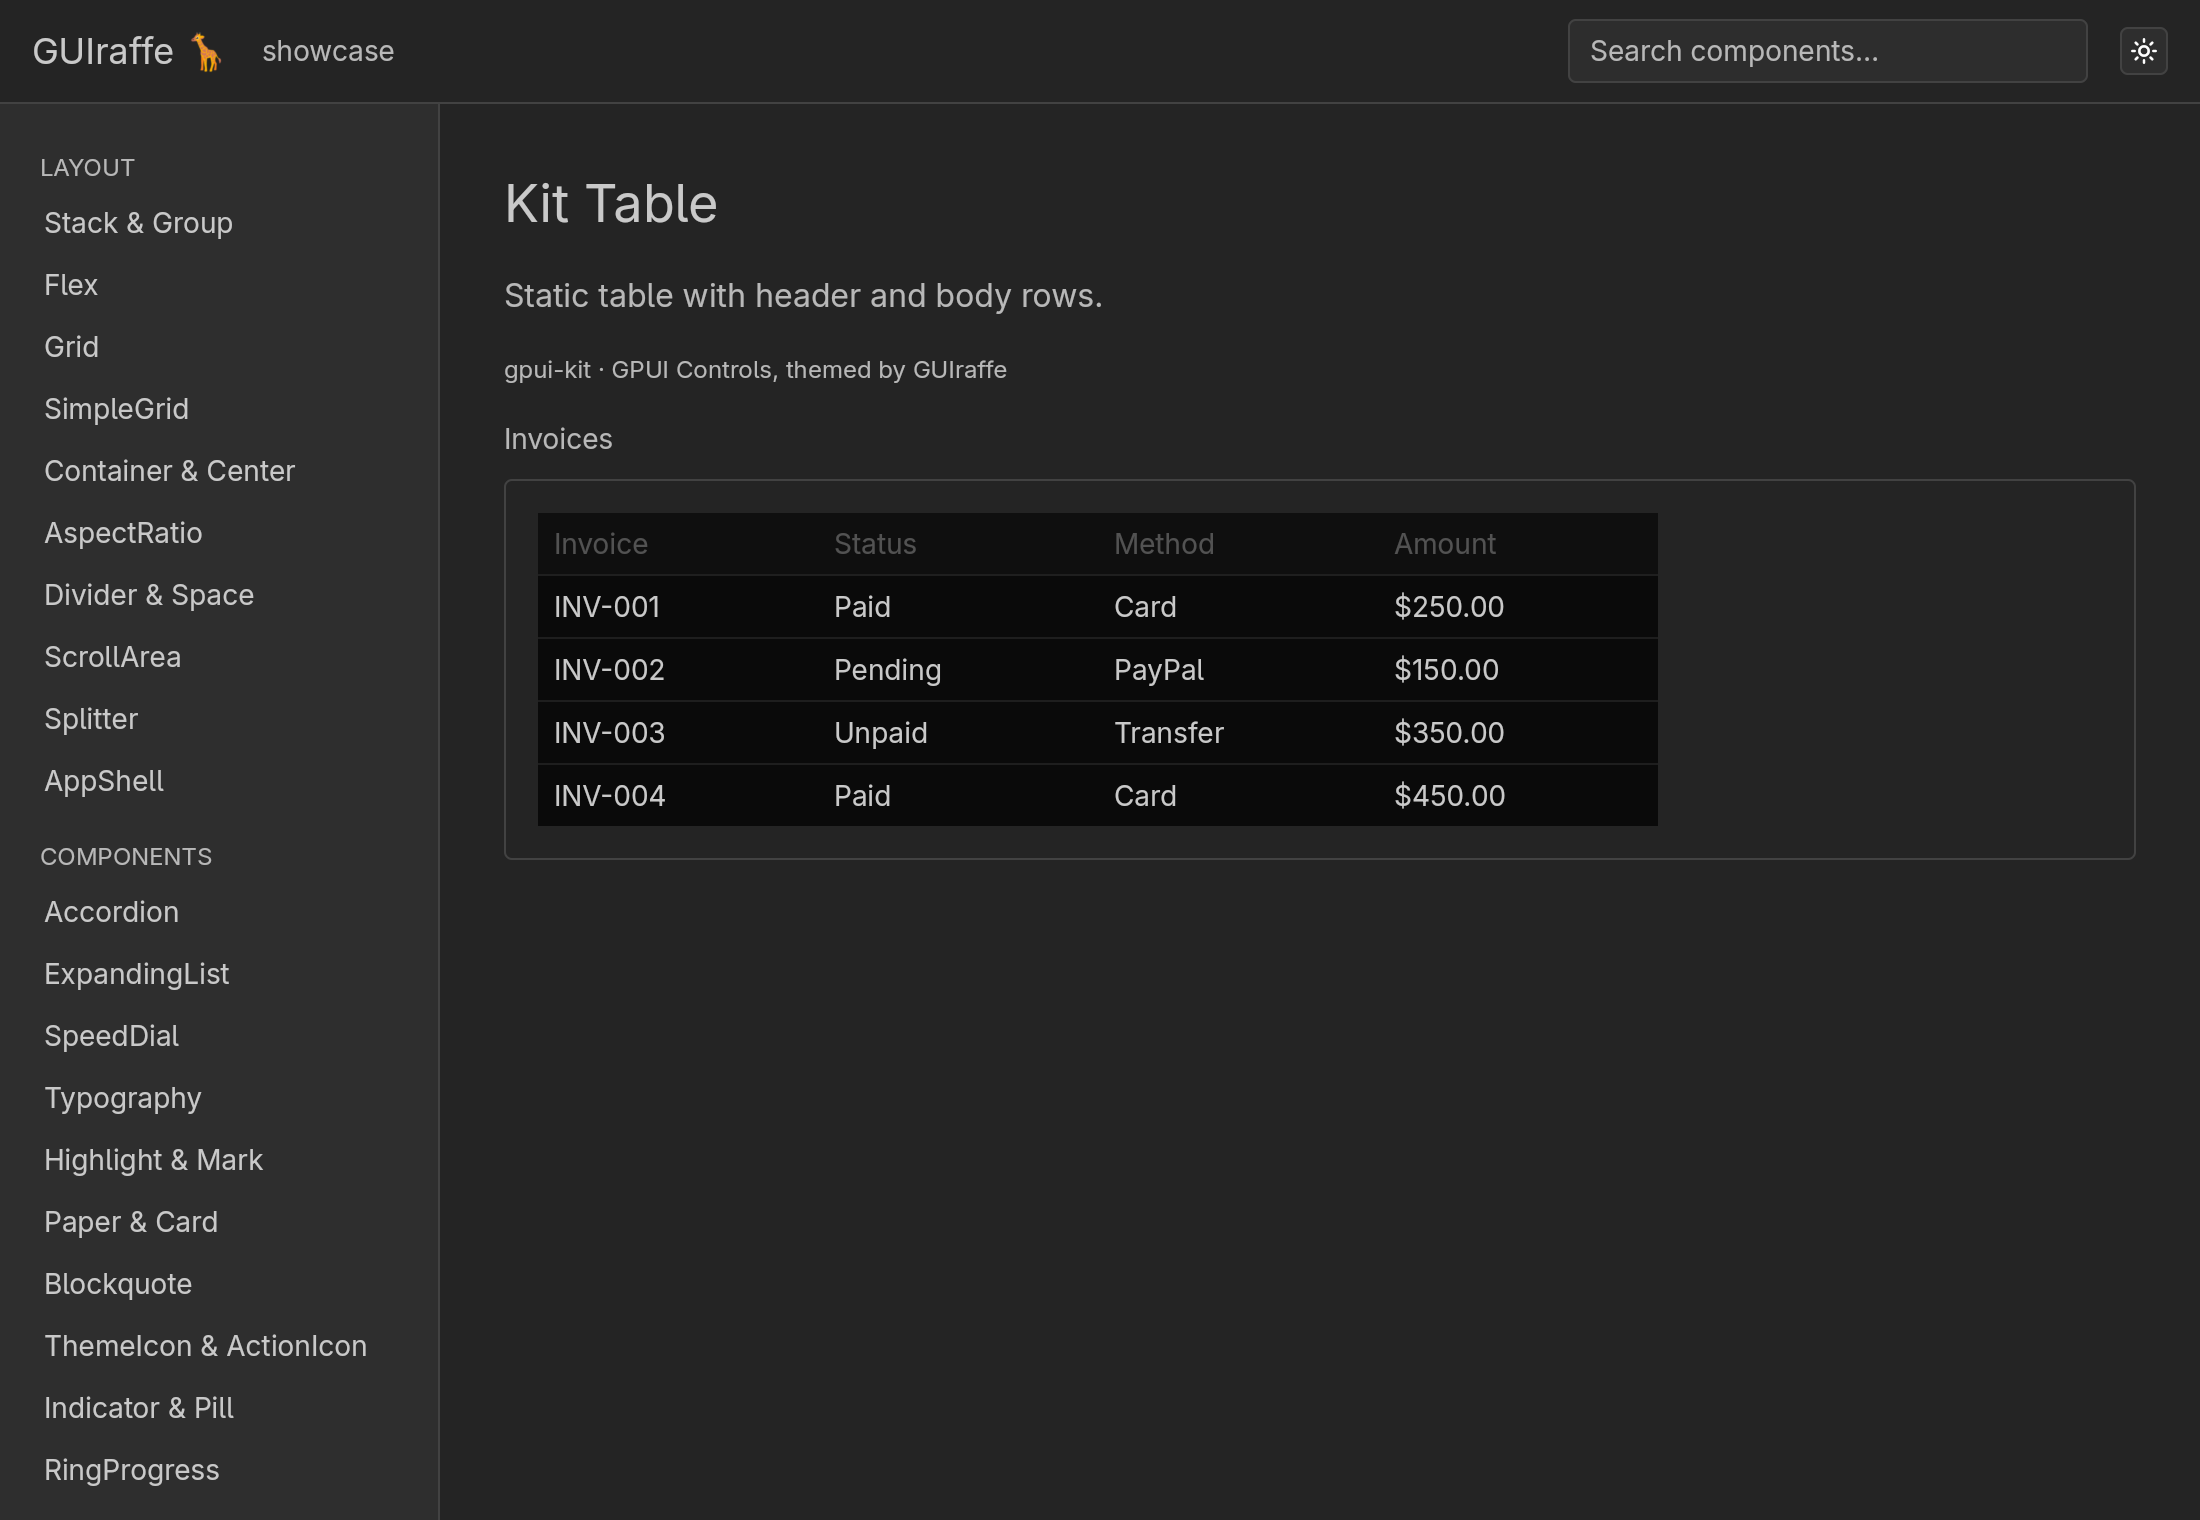 GUIraffe 🦒 showcase
Search components...
LAYOUT
Stack & Group
Flex
Grid
SimpleGrid
Container & Center
AspectRatio
Divider & Space
ScrollArea
Splitter
AppShell
COMPONENTS
Accordion
ExpandingList
SpeedDial
Typography
Highlight & Mark
Paper & Card
Blockquote
ThemeIcon & ActionIcon
Indicator & Pill
RingProgress
Kit Table
Static table with header and body rows.
gpui-kit · GPUI Controls, themed by GUIraffe
Invoices
Invoice Status Method Amount
INV-001 Paid Card $250.00
INV-002 Pending PayPal $150.00
INV-003 Unpaid Transfer $350.00
INV-004 Paid Card $450.00